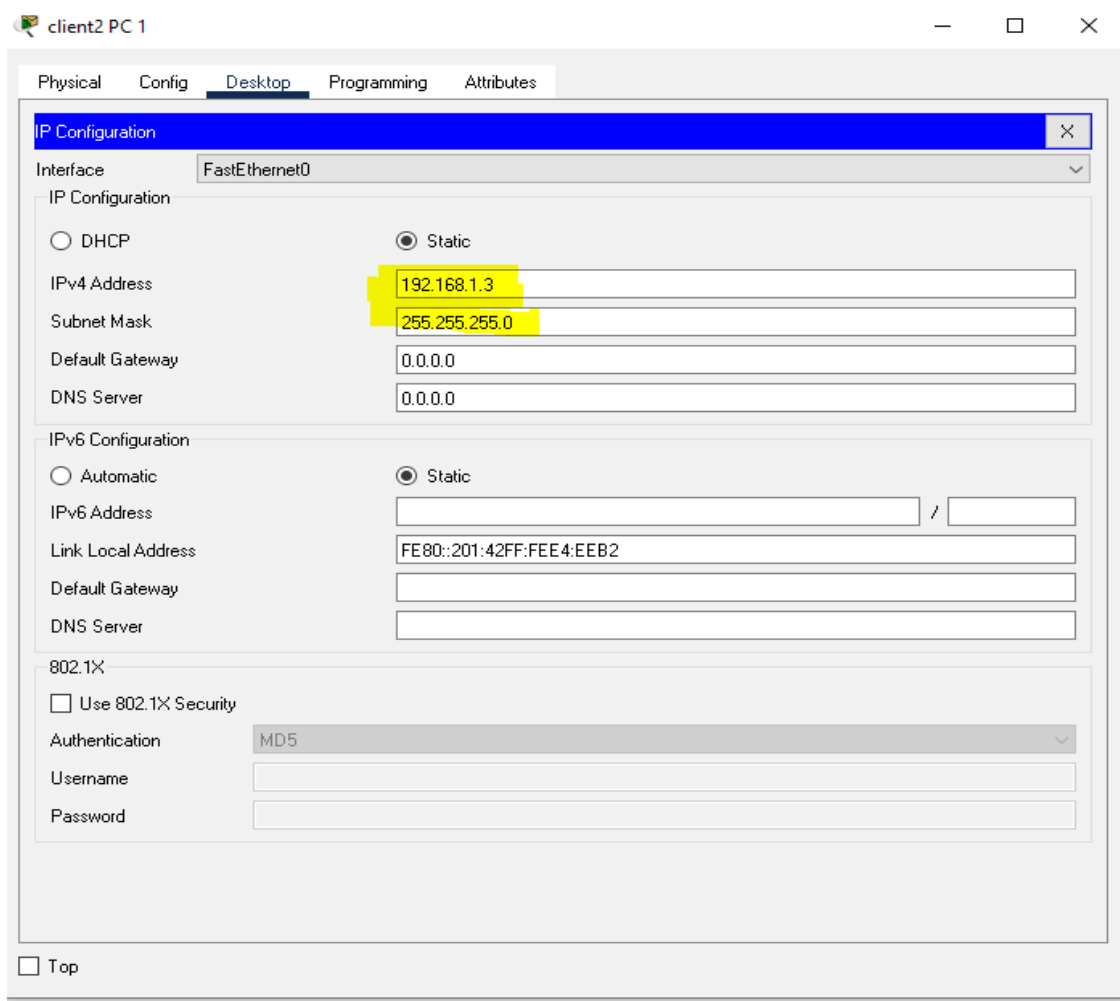 client2 PC 1
Physical Config Desktop Programming Attributes
IP Configuration X
Interface FastEthernet0
IP Configuration
DHCP Static
IPv4 Address 192.168.1.3
Subnet Mask 255.255.255.0
Default Gateway 0.0.0.0
DNS Server 0.0.0.0
IPv6 Configuration
Automatic Static
IPv6 Address /
Link Local Address FE80::201:42FF:FEE4:EEB2
Default Gateway
DNS Server
802.1X
Use 802.1X Security
Authentication MD5
Username
Password
Top